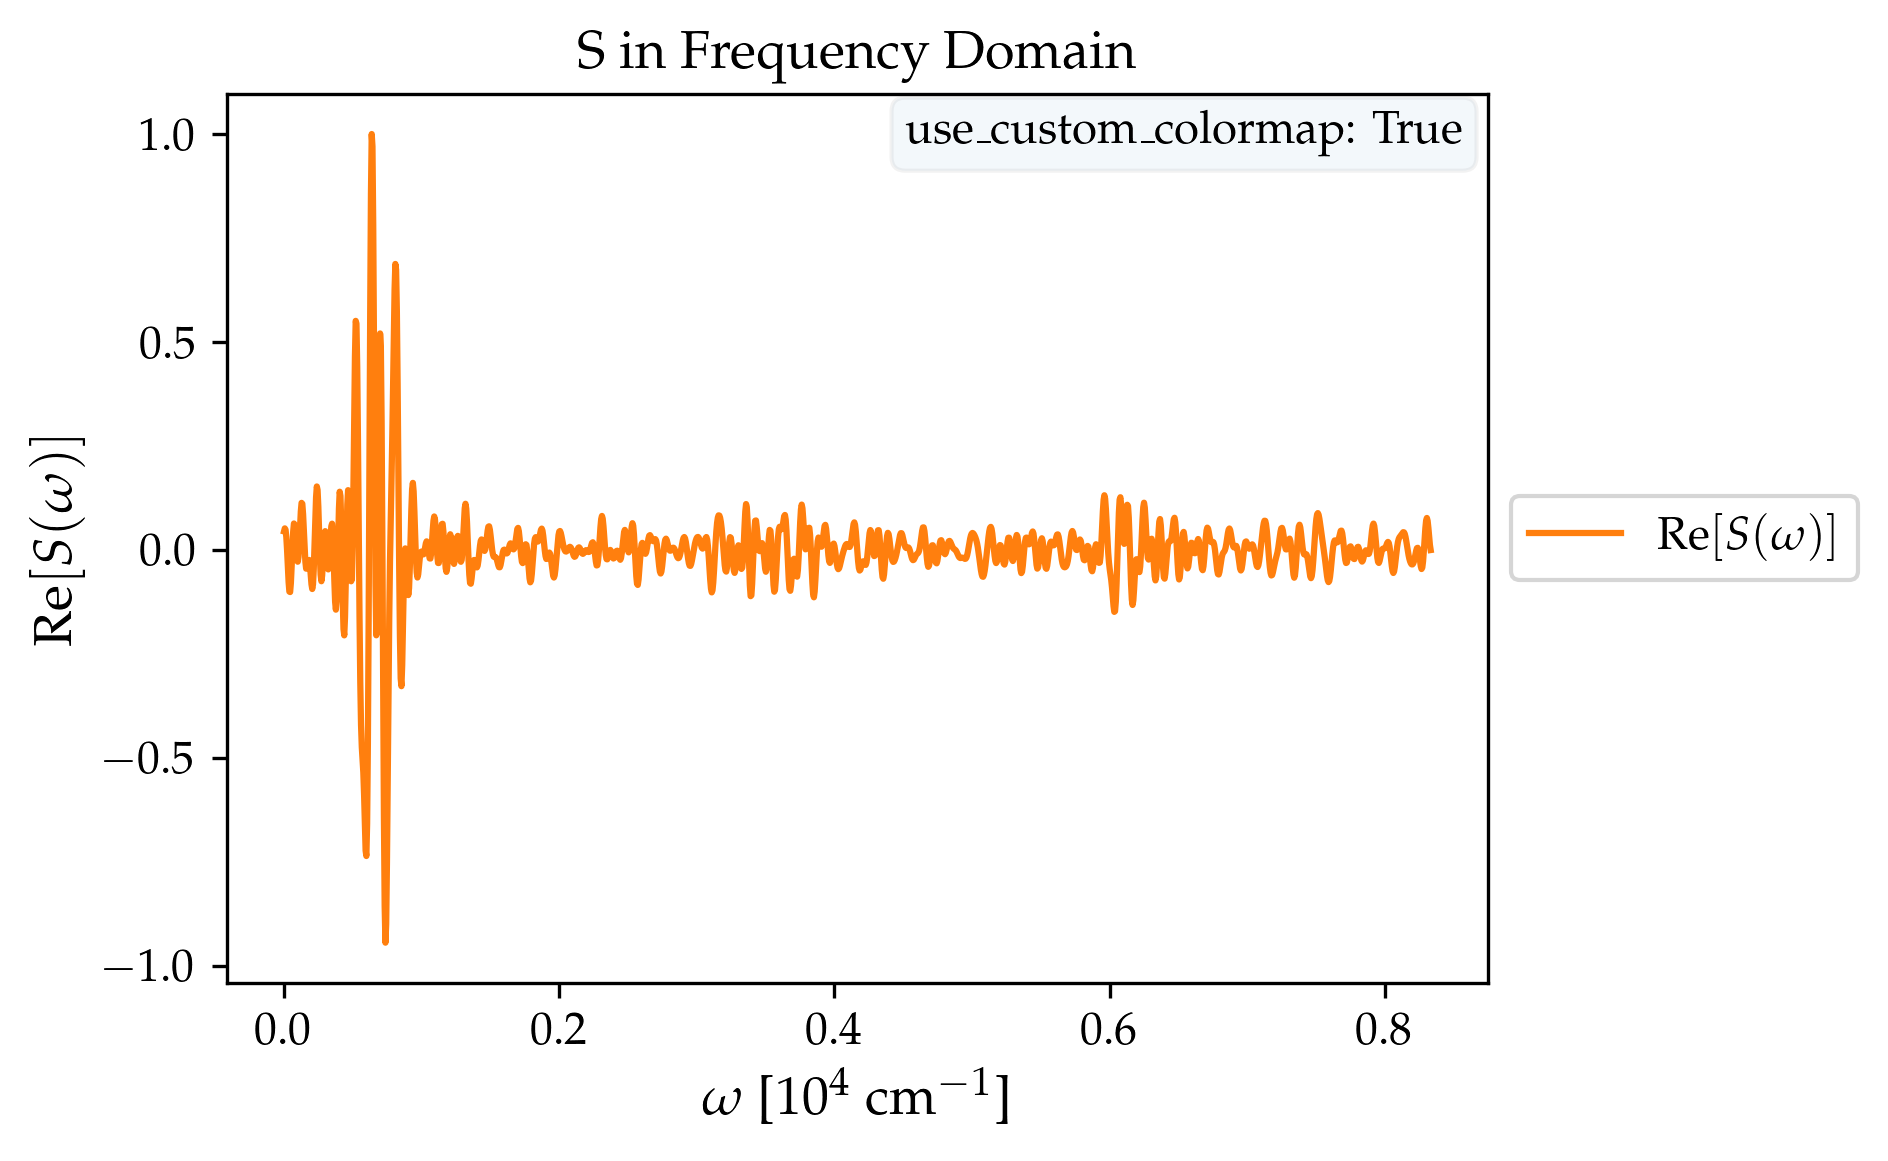 S in Frequency Domain
use_custom_colormap: True
1.0
0.5
0.0
−0.5
−1.0
Re[S(ω)]
Re[S(ω)]
0.0 0.2 0.4 0.6 0.8
ω [10⁴ cm⁻¹]